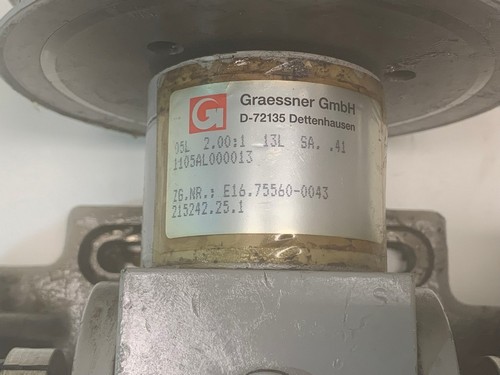 G
Graessner GmbH
D-72135 Dettenhausen
05L 2.00:1 13L SA. .41
1105AL000013
ZG.NR.: E16.75560-0043
215242.25.1